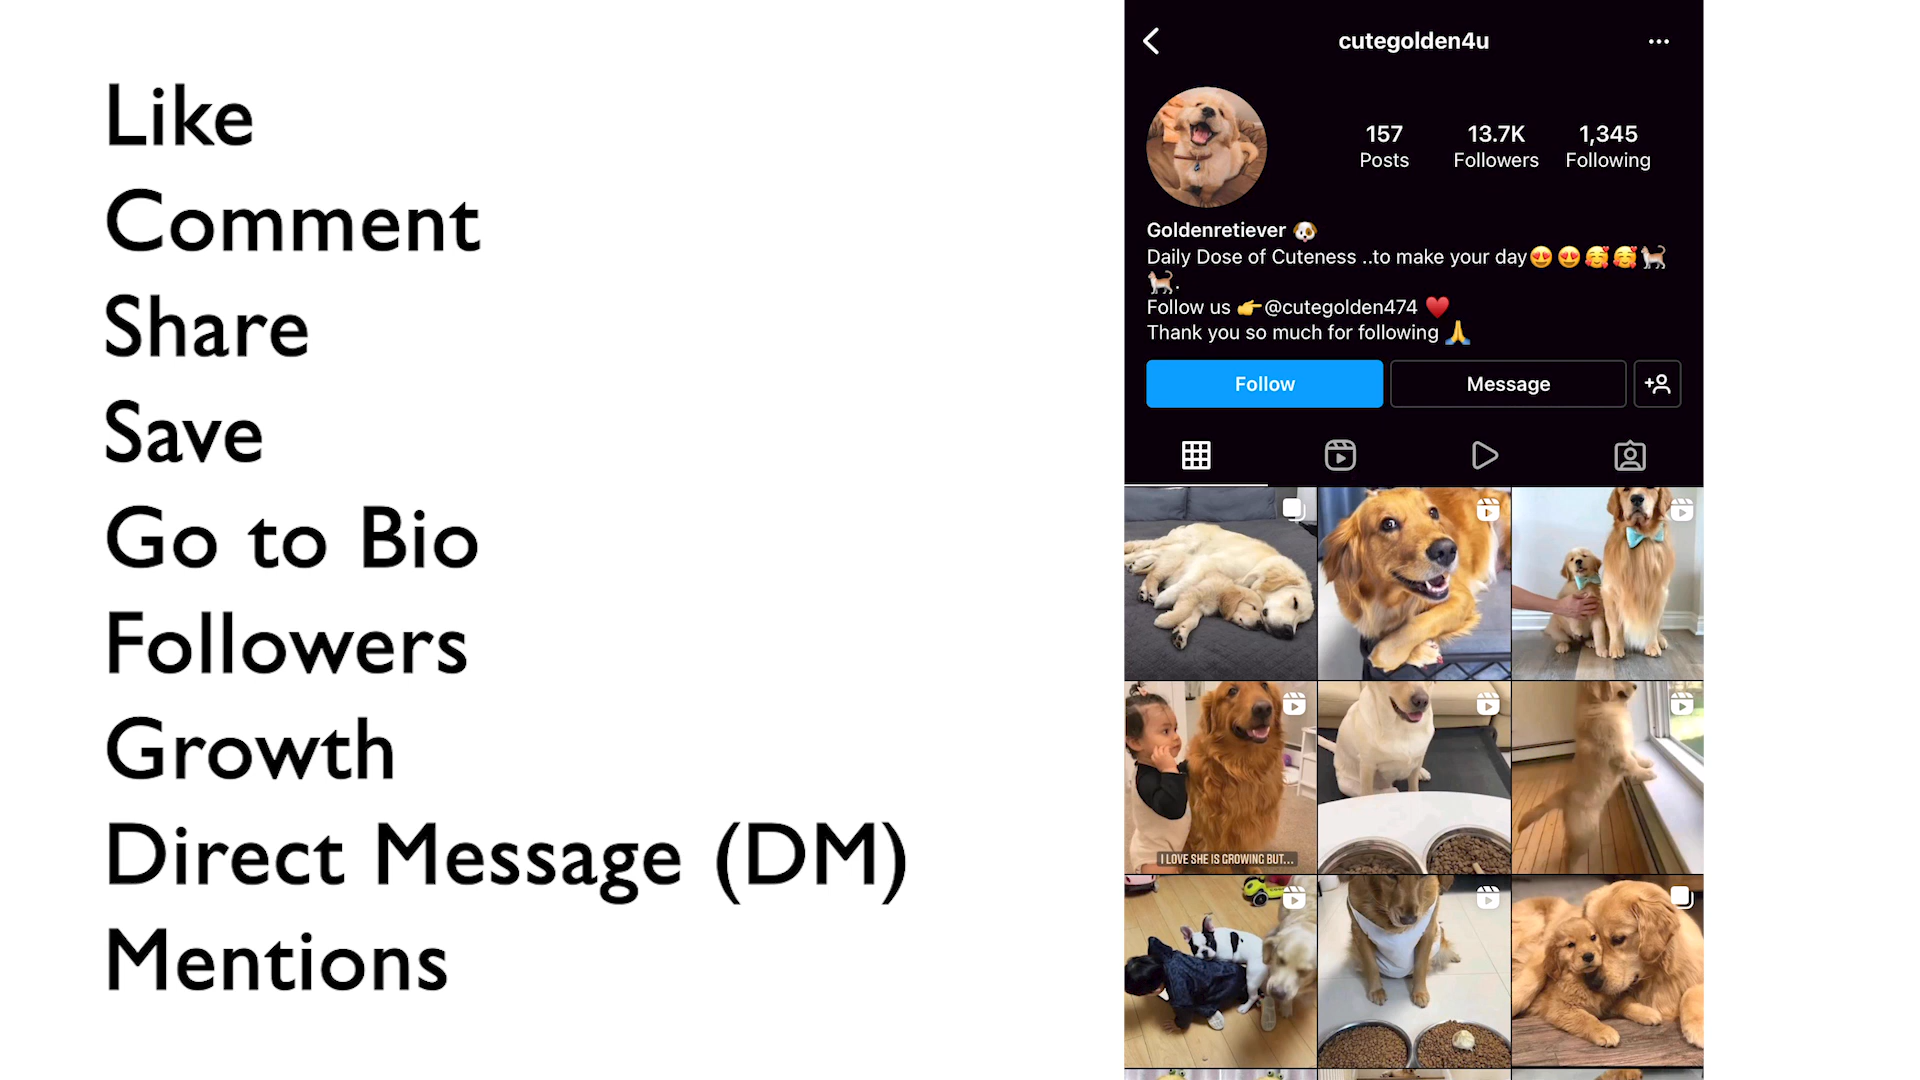 Like
Comment
Share
Save
Go to Bio
Followers
Growth
Direct Message (DM)
Mentions
cutegolden4u
157
Posts
13.7K
Followers
1,345
Following
Goldenretiever 🐶
Daily Dose of Cuteness ..to make your day😍😍🥰🥰🐈
🐈.
Follow us 👉@cutegolden474 ♥️
Thank you so much for following 🙏
Follow
Message
I LOVE SHE IS GROWING BUT...